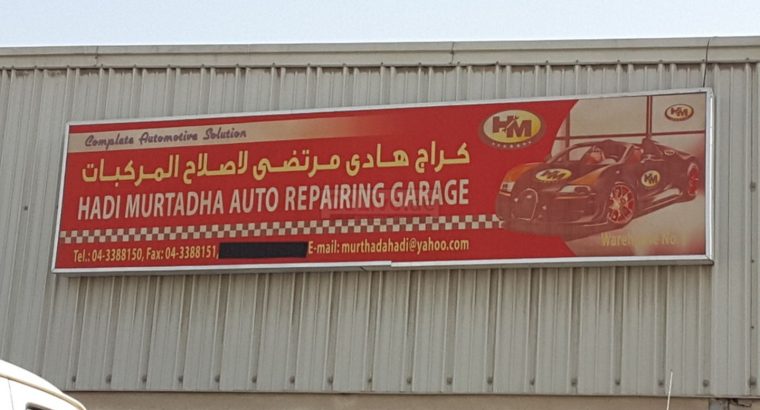 Complete Automotive Solution
كراج هادى مرتضى لاصلاح المركبات
HADI MURTADHA AUTO REPAIRING GARAGE
Tel.: 04-3388150, Fax: 04-3388151, E-mail: murthadahadi@yahoo.com
HM
HM
HM
HM
Warehouse No.